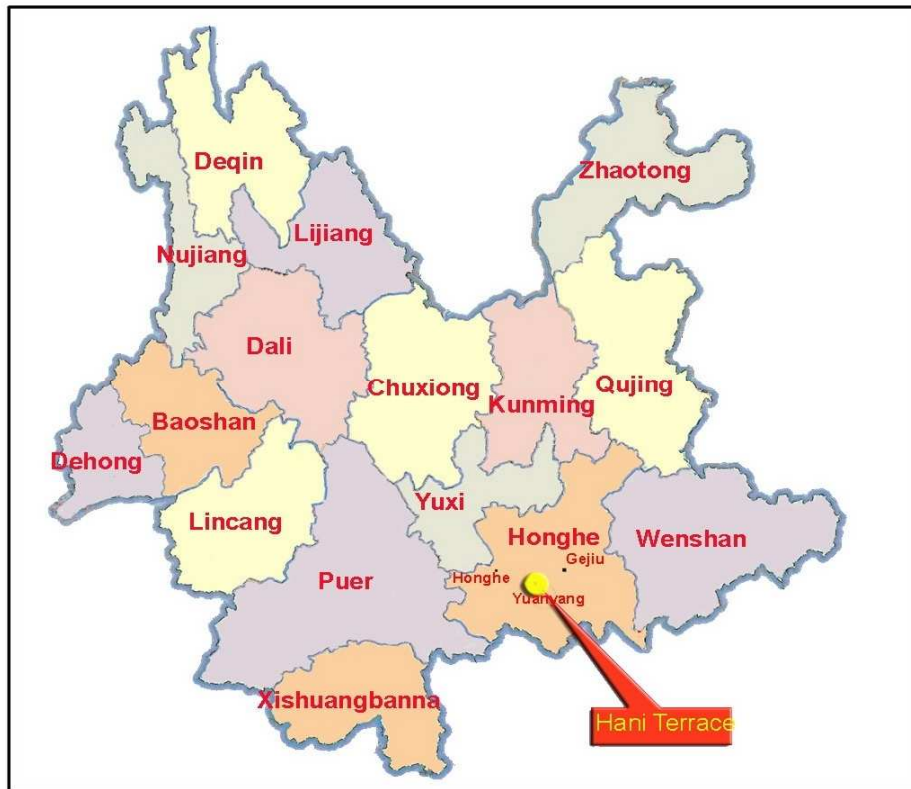 Deqin
Zhaotong
Lijiang
Nujiang
Dali
Chuxiong
Qujing
Kunming
Baoshan
Dehong
Yuxi
Lincang
Honghe
Wenshan
Gejiu
Honghe
Puer
Yuanyang
Xishuangbanna
Hani Terrace